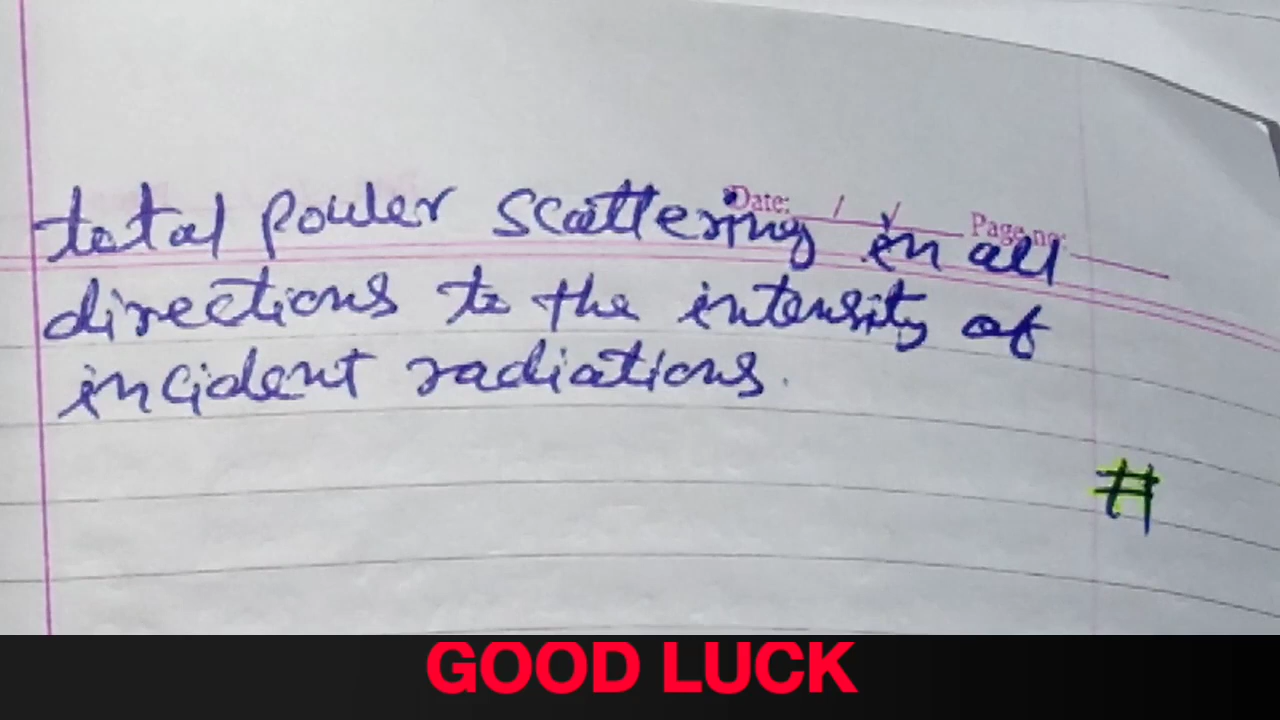 Date: / / Page no:
total power scattering in all
directions to the intensity of
incident radiations.
#
GOOD LUCK